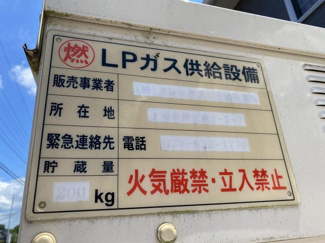 燃 LPガス供給設備
販売事業者
所在地
緊急連絡先 電話
貯蔵量 200 kg
火気厳禁・立入禁止